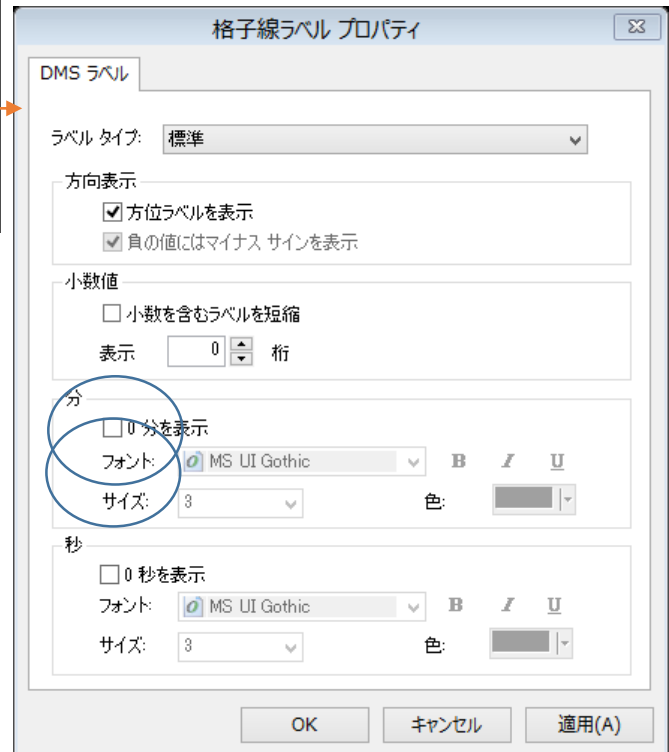 格子線ラベル プロパティ
DMS ラベル
ラベル タイプ: 標準
方向表示
方位ラベルを表示
負の値にはマイナス サインを表示
小数値
小数を含むラベルを短縮
表示 0 桁
分
0 分を表示
フォント: MS UI Gothic B I U
サイズ: 3 色:
秒
0 秒を表示
フォント: MS UI Gothic B I U
サイズ: 3 色:
OK キャンセル 適用(A)